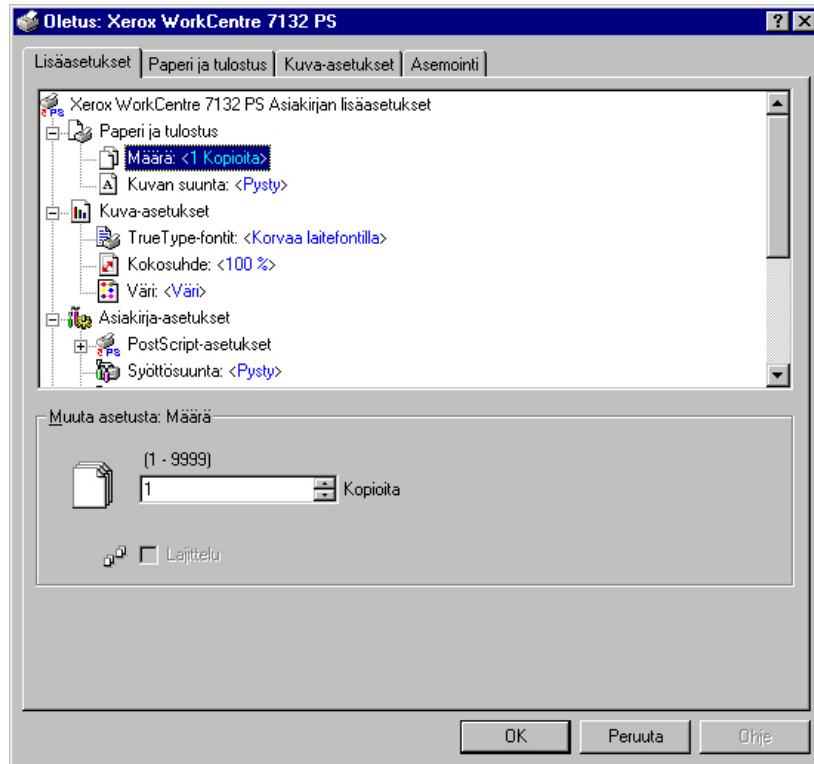 Oletus: Xerox WorkCentre 7132 PS
Lisäasetukset Paperi ja tulostus Kuva-asetukset Asemointi
Xerox WorkCentre 7132 PS Asiakirjan lisäasetukset
Paperi ja tulostus
Määrä: <1 Kopioita>
Kuvan suunta: <Pysty>
Kuva-asetukset
TrueType-fontit: <Korvaa laitefontilla>
Kokosuhde: <100 %>
Väri: <Väri>
Asiakirja-asetukset
PostScript-asetukset
Syöttösuunta: <Pysty>
Muuta asetusta: Määrä
(1 - 9999)
1 Kopioita
Lajittelu
OK Peruuta Ohje